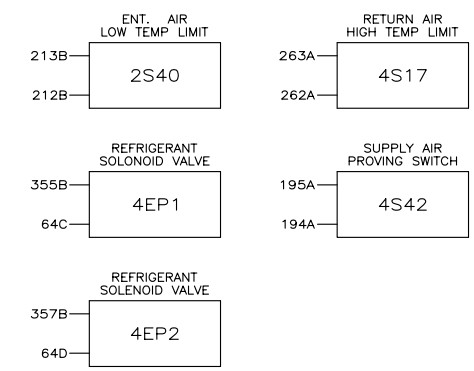 ENT. AIR
LOW TEMP LIMIT
213B
2S40
212B
RETURN AIR
HIGH TEMP LIMIT
263A
4S17
262A
REFRIGERANT
SOLONOID VALVE
355B
4EP1
64C
SUPPLY AIR
PROVING SWITCH
195A
4S42
194A
REFRIGERANT
SOLENOID VALVE
357B
4EP2
64D